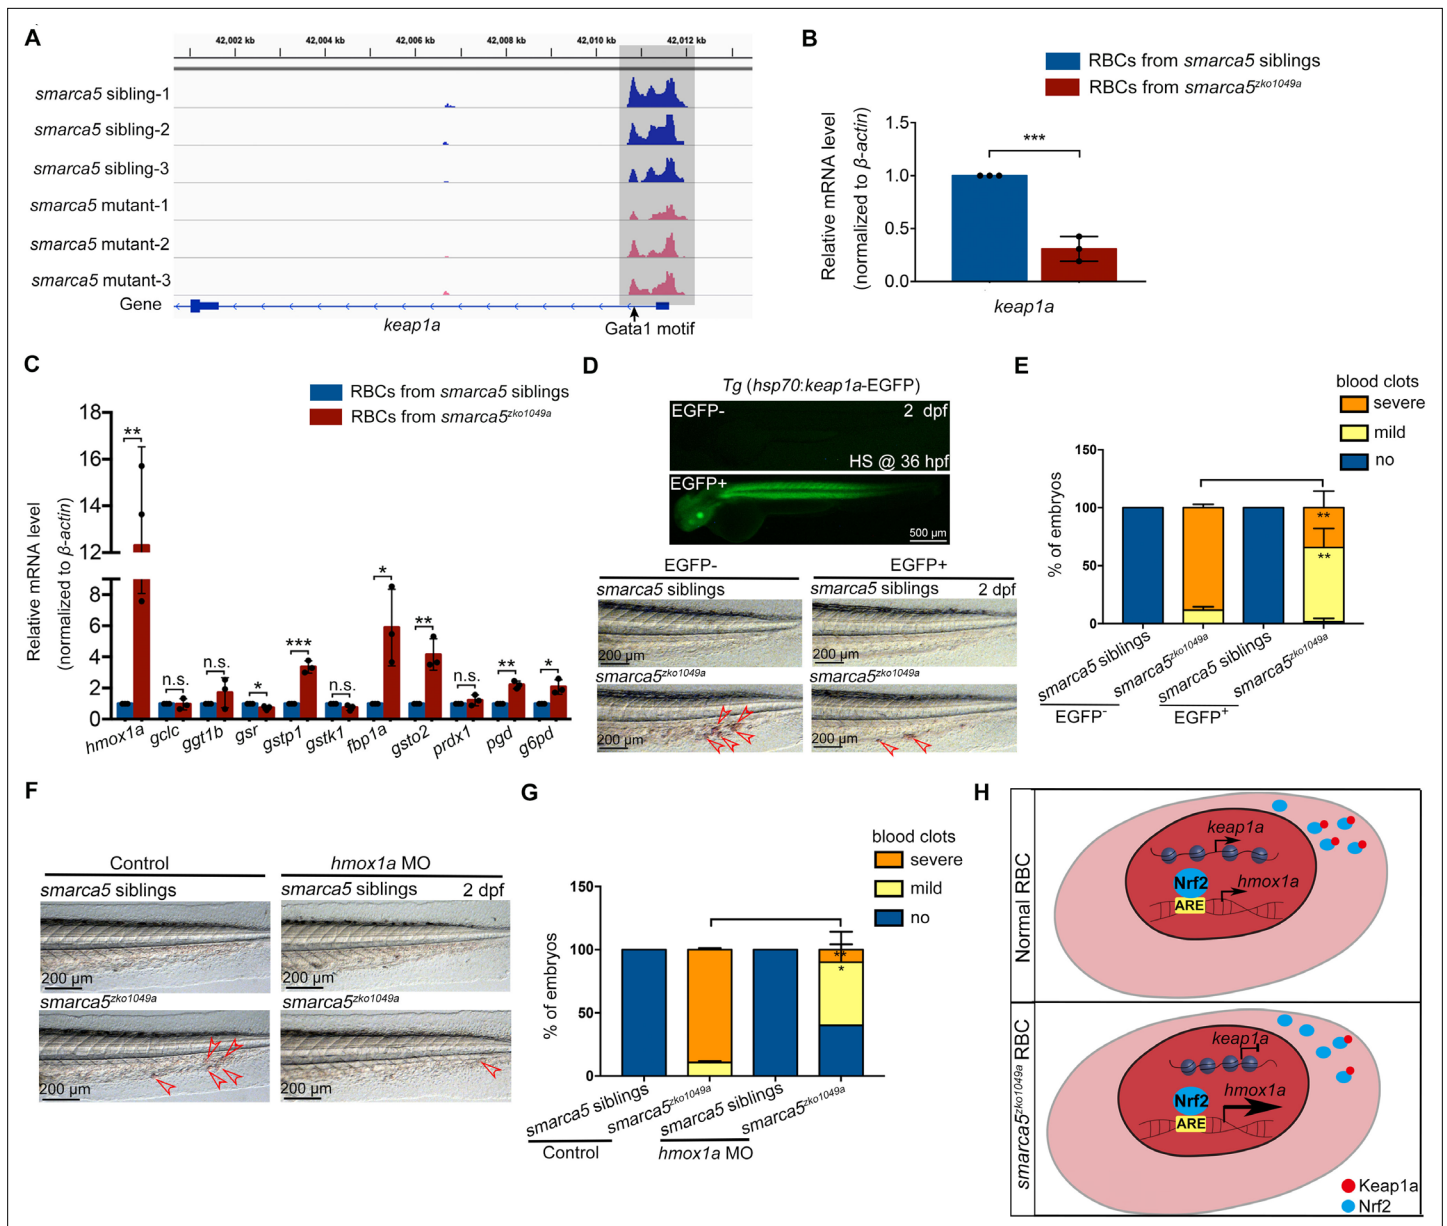 A
42,002 kb 42,004 kb 42,006 kb 42,008 kb 42,010 kb 42,012 kb
smarca5 sibling-1
smarca5 sibling-2
smarca5 sibling-3
smarca5 mutant-1
smarca5 mutant-2
smarca5 mutant-3
Gene
keap1a
Gata1 motif
B
RBCs from smarca5 siblings
RBCs from smarca5zko1049a
Relative mRNA level
(normalized to β-actin)
1.5
1.0
0.5
0.0
***
keap1a
C
RBCs from smarca5 siblings
RBCs from smarca5zko1049a
Relative mRNA level
(normalized to β-actin)
18
16
14
12
8
6
4
2
0
** n.s. n.s. * *** n.s. * ** n.s. ** *
hmox1a gclc ggt1b gsr gstp1 gstk1 fbp1a gsto2 prdx1 pgd g6pd
D
Tg (hsp70:keap1a-EGFP)
EGFP- 2 dpf
HS @ 36 hpf
EGFP+
500 µm
EGFP- EGFP+
smarca5 siblings smarca5 siblings 2 dpf
200 µm 200 µm
smarca5zko1049a smarca5zko1049a
200 µm 200 µm
E
blood clots
severe
mild
no
% of embryos
150
100
50
0
**
**
smarca5 siblings smarca5zko1049a smarca5 siblings smarca5zko1049a
EGFP- EGFP+
F
Control hmox1a MO
smarca5 siblings smarca5 siblings 2 dpf
200 µm 200 µm
smarca5zko1049a smarca5zko1049a
200 µm 200 µm
G
blood clots
severe
mild
no
% of embryos
150
100
50
0
**
*
smarca5 siblings smarca5zko1049a smarca5 siblings smarca5zko1049a
Control hmox1a MO
H
Normal RBC
keap1a
Nrf2
hmox1a
ARE
smarca5zko1049a RBC
keap1a
Nrf2
hmox1a
ARE
Keap1a
Nrf2